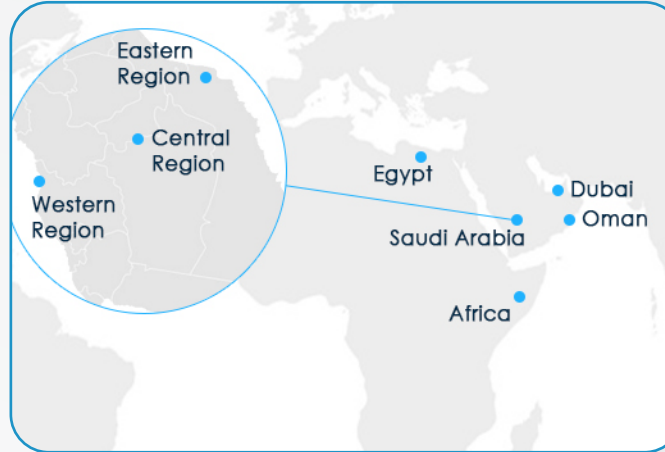 Eastern
Region
Central
Region
Western
Region
Egypt
Dubai
Oman
Saudi Arabia
Africa